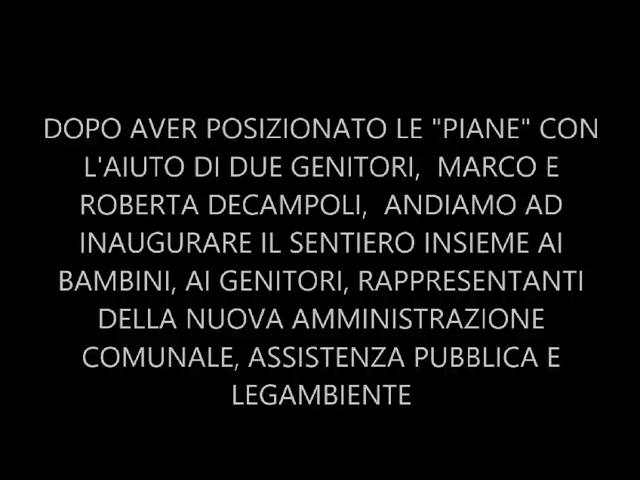 DOPO AVER POSIZIONATO LE "PIANE" CON
L'AIUTO DI DUE GENITORI,  MARCO E
ROBERTA DECAMPOLI,  ANDIAMO AD
INAUGURARE IL SENTIERO INSIEME AI
BAMBINI, AI GENITORI, RAPPRESENTANTI
DELLA NUOVA AMMINISTRAZIONE
COMUNALE, ASSISTENZA PUBBLICA E
LEGAMBIENTE